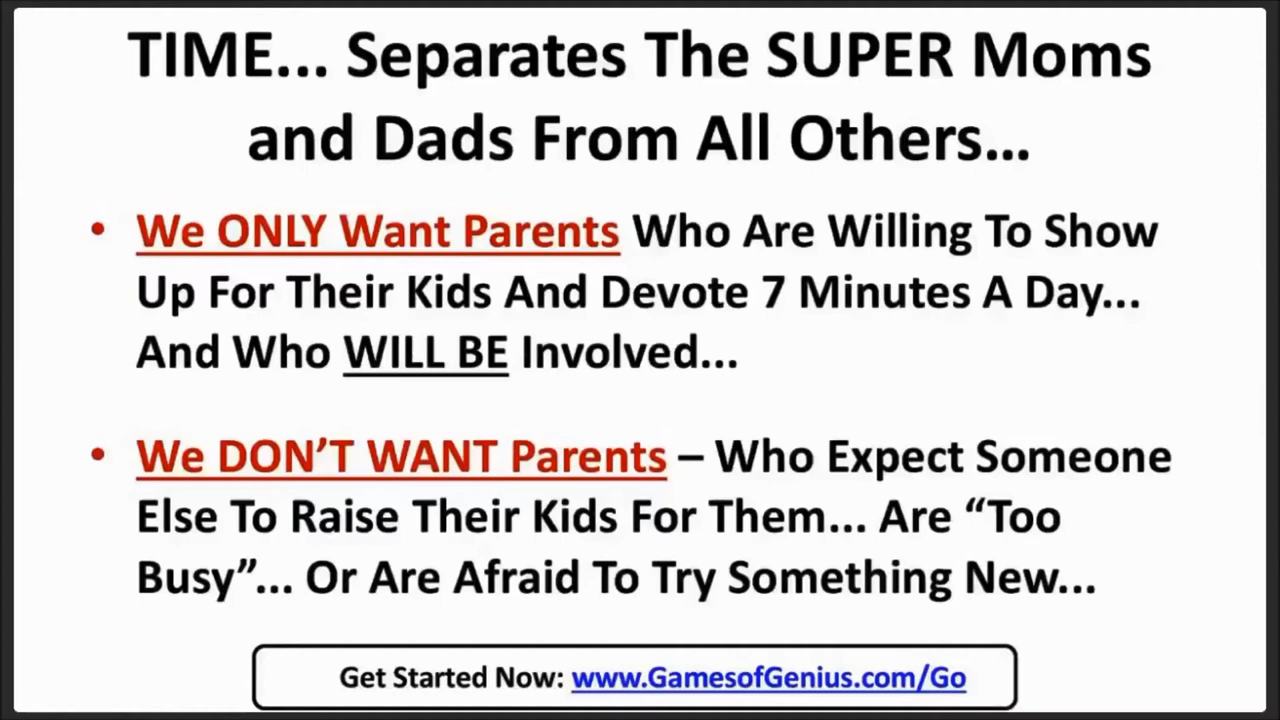 TIME... Separates The SUPER Moms
and Dads From All Others...
• We ONLY Want Parents Who Are Willing To Show
Up For Their Kids And Devote 7 Minutes A Day...
And Who WILL BE Involved...
• We DON’T WANT Parents – Who Expect Someone
Else To Raise Their Kids For Them... Are “Too
Busy”... Or Are Afraid To Try Something New...
Get Started Now: www.GamesofGenius.com/Go